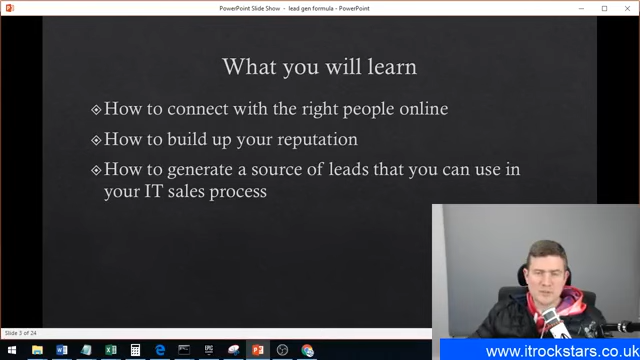 PowerPoint Slide Show - lead gen formula - PowerPoint
What you will learn
How to connect with the right people online
How to build up your reputation
How to generate a source of leads that you can use in
your IT sales process
Slide 3 of 24
www.itrockstars.co.uk